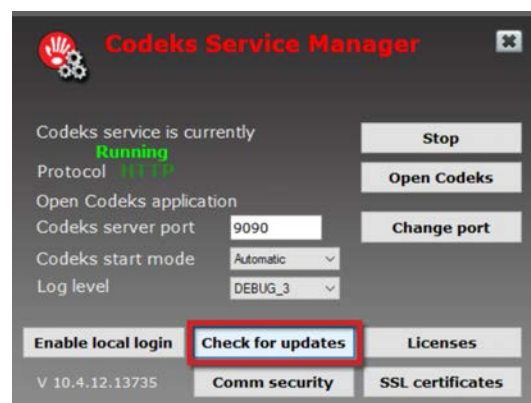 Codeks Service Manager
Codeks service is currently
Running
Stop
Protocol HTTP
Open Codeks
Open Codeks application
Codeks server port 9090
Change port
Codeks start mode Automatic
Log level DEBUG_3
Enable local login Check for updates Licenses
V 10.4.12.13735 Comm security SSL certificates